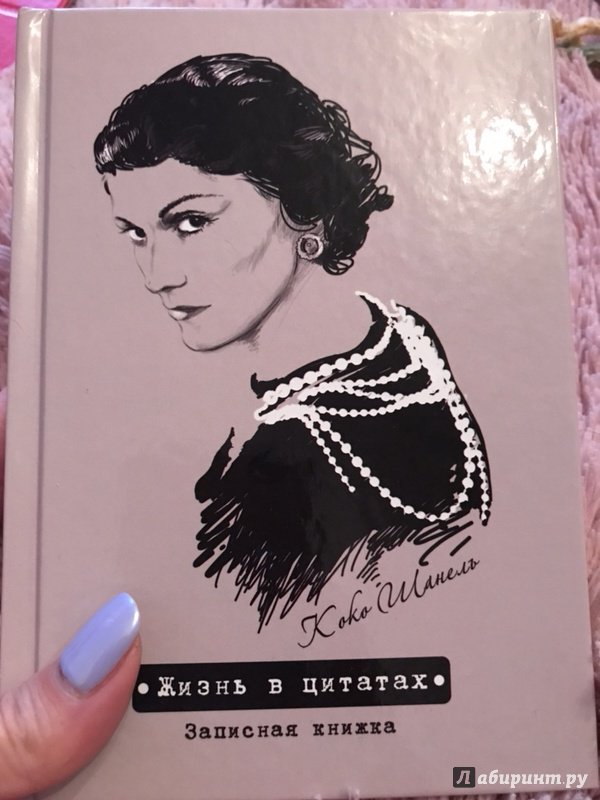 Коко Шанель
• Жизнь в цитатах •
Записная книжка
Лабиринт.ру